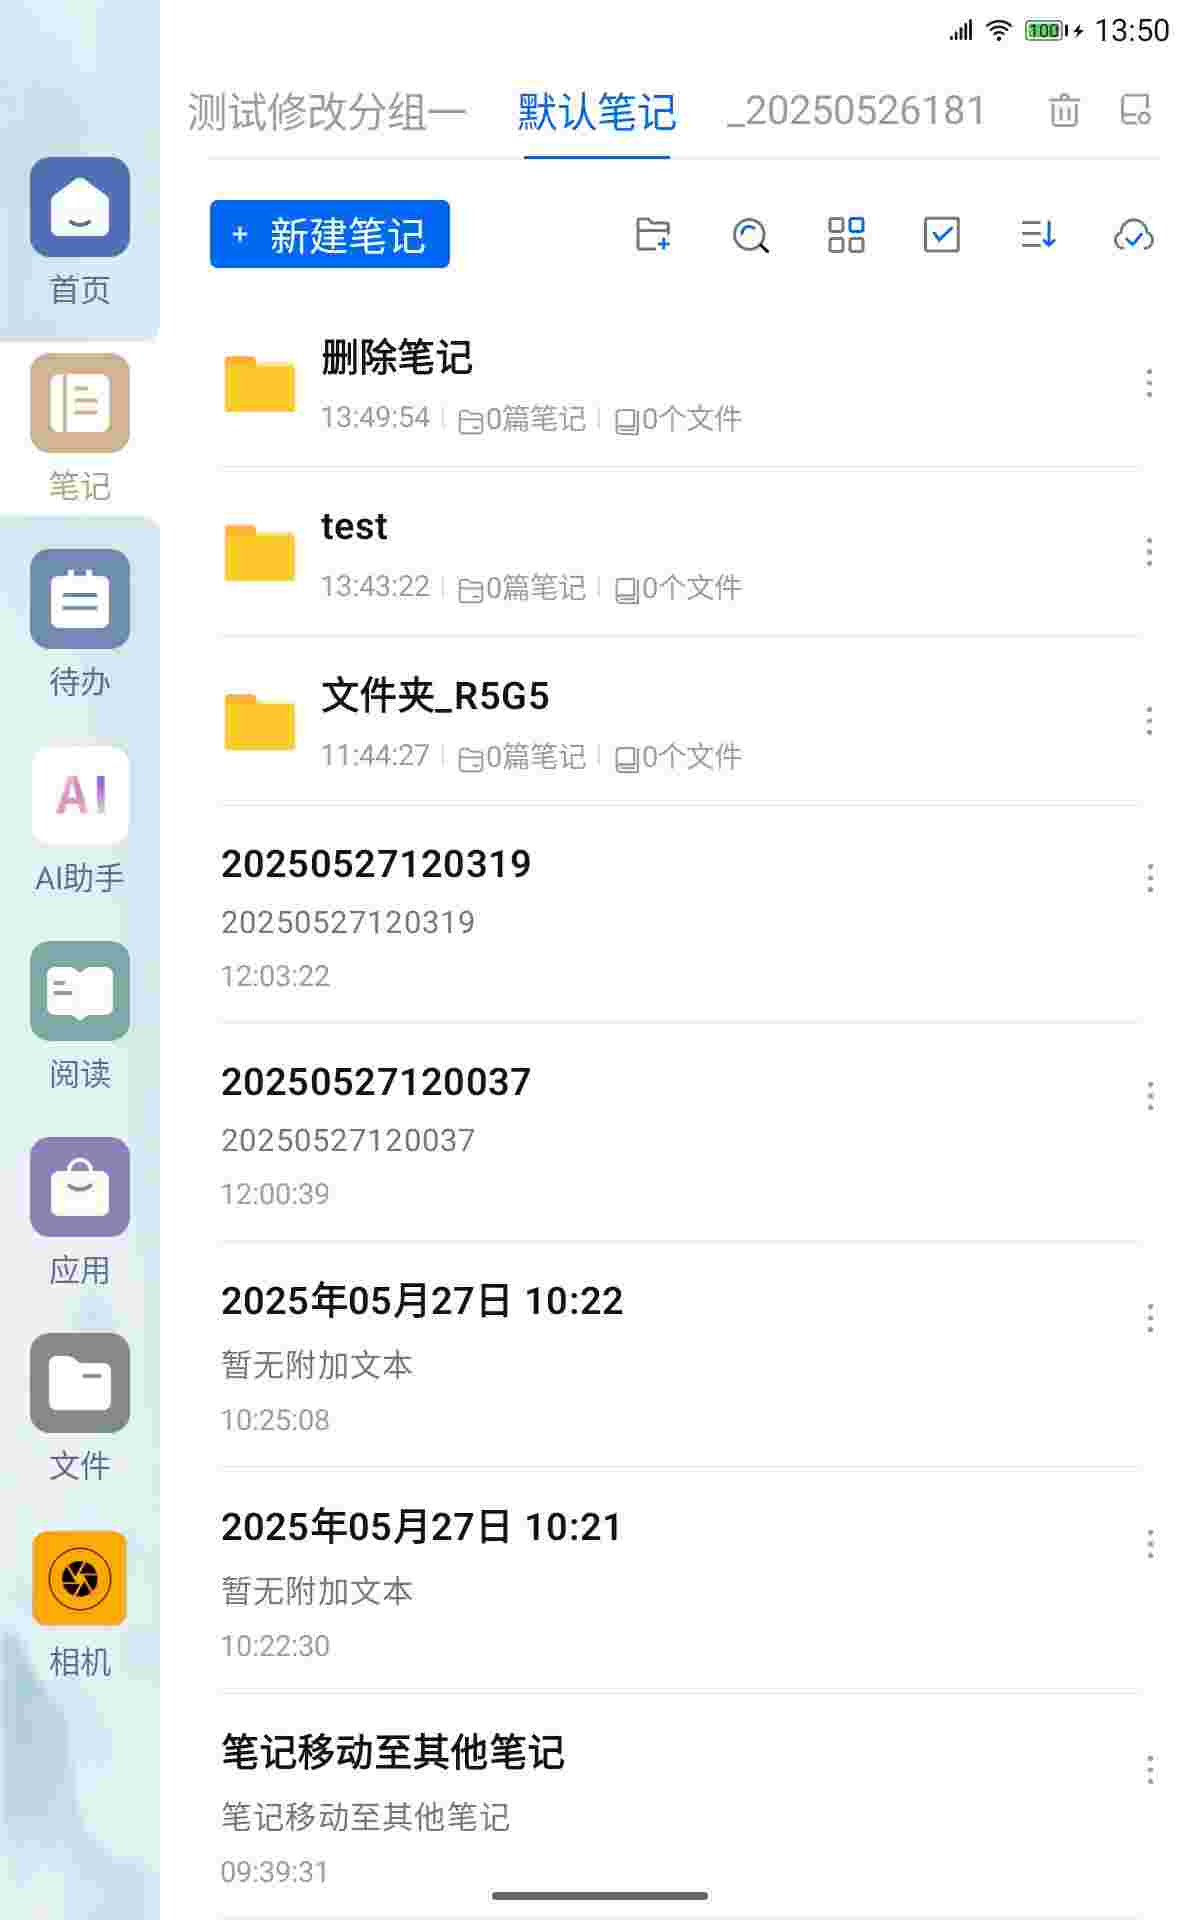 100 13:50
测试修改分组一 默认笔记 _20250526181
+ 新建笔记
首页
笔记
待办
AI
AI助手
阅读
应用
文件
相机
删除笔记
13:49:54 0篇笔记 0个文件
test
13:43:22 0篇笔记 0个文件
文件夹_R5G5
11:44:27 0篇笔记 0个文件
20250527120319
20250527120319
12:03:22
20250527120037
20250527120037
12:00:39
2025年05月27日 10:22
暂无附加文本
10:25:08
2025年05月27日 10:21
暂无附加文本
10:22:30
笔记移动至其他笔记
笔记移动至其他笔记
09:39:31